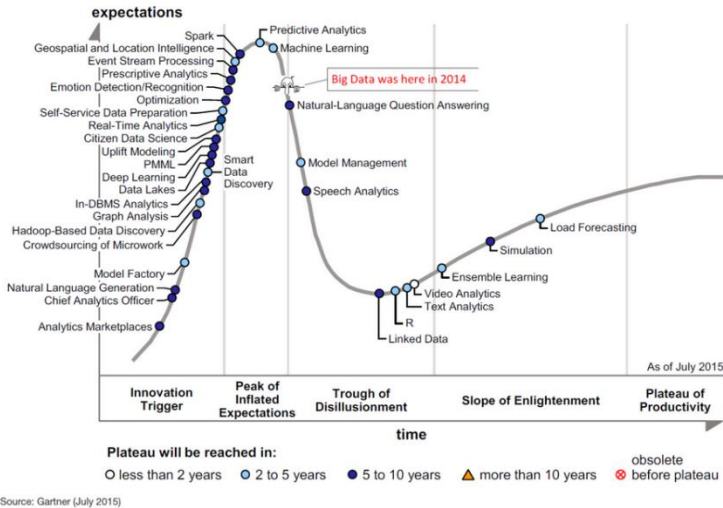 expectations
Spark
Geospatial and Location Intelligence
Event Stream Processing
Prescriptive Analytics
Emotion Detection/Recognition
Optimization
Self-Service Data Preparation
Real-Time Analytics
Citizen Data Science
Uplift Modeling
PMML
Deep Learning
Data Lakes
In-DBMS Analytics
Graph Analysis
Hadoop-Based Data Discovery
Crowdsourcing of Microwork
Model Factory
Natural Language Generation
Chief Analytics Officer
Analytics Marketplaces
Smart
Data
Discovery
Predictive Analytics
Machine Learning
Big Data was here in 2014
Natural-Language Question Answering
Model Management
Speech Analytics
Linked Data
R
Text Analytics
Video Analytics
Ensemble Learning
Simulation
Load Forecasting
As of July 2015
Innovation
Trigger
Peak of
Inflated
Expectations
Trough of
Disillusionment
Slope of Enlightenment
Plateau of
Productivity
time
Plateau will be reached in:
less than 2 years
2 to 5 years
5 to 10 years
more than 10 years
obsolete
before plateau
Source: Gartner (July 2015)